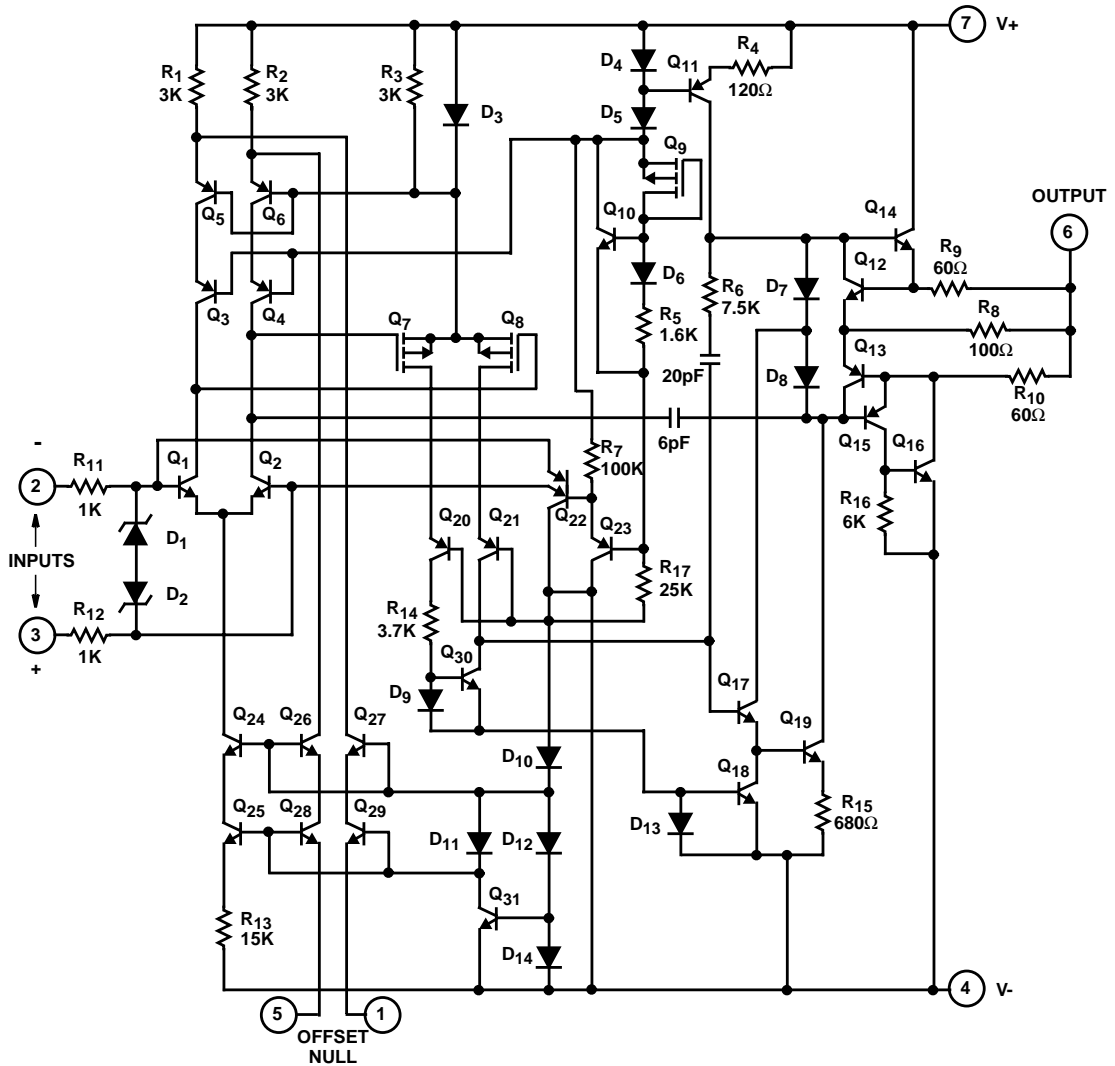 7 V+
R4
120Ω
D4
Q11
R1
3K
R2
3K
R3
3K
D3
D5
Q9
Q5
Q6
Q10
Q14
OUTPUT
6
R9
60Ω
Q12
D6
R6
7.5K
D7
Q3
Q4
Q7
Q8
R5
1.6K
R8
100Ω
Q13
20pF
D8
R10
60Ω
6pF
Q15
Q16
-
2
R11
1K
Q1
Q2
R7
100K
R16
6K
D1
Q20
Q21
Q22
Q23
INPUTS
D2
R17
25K
3
+
R12
1K
R14
3.7K
Q30
D9
Q17
Q24
Q26
Q27
D10
Q19
Q18
Q25
Q28
Q29
D11
D12
D13
R15
680Ω
Q31
R13
15K
D14
4 V-
5
OFFSET
NULL
1